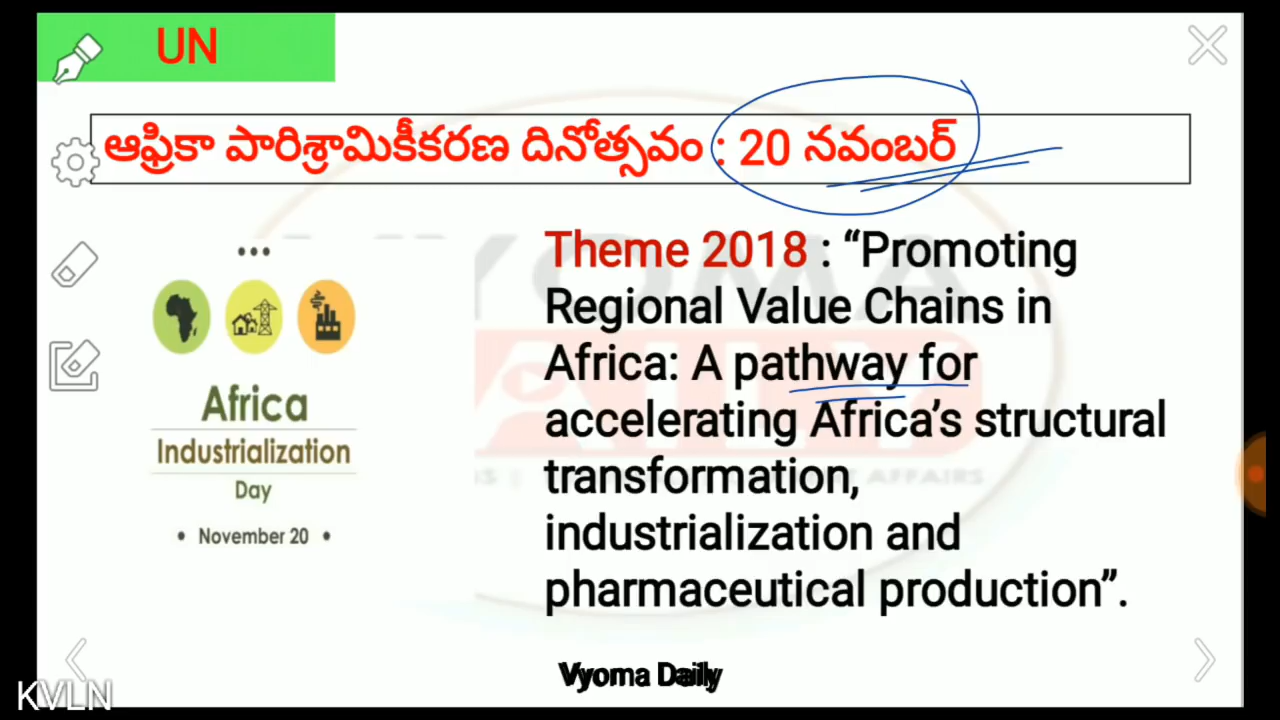 UN
ఆఫ్రికా పారిశ్రామికీకరణ దినోత్సవం : 20 నవంబర్
Theme 2018 : “Promoting
Regional Value Chains in
Africa: A pathway for
accelerating Africa’s structural
transformation,
industrialization and
pharmaceutical production”.
Africa
Industrialization
Day
• November 20 •
Vyoma Daily
KVLN